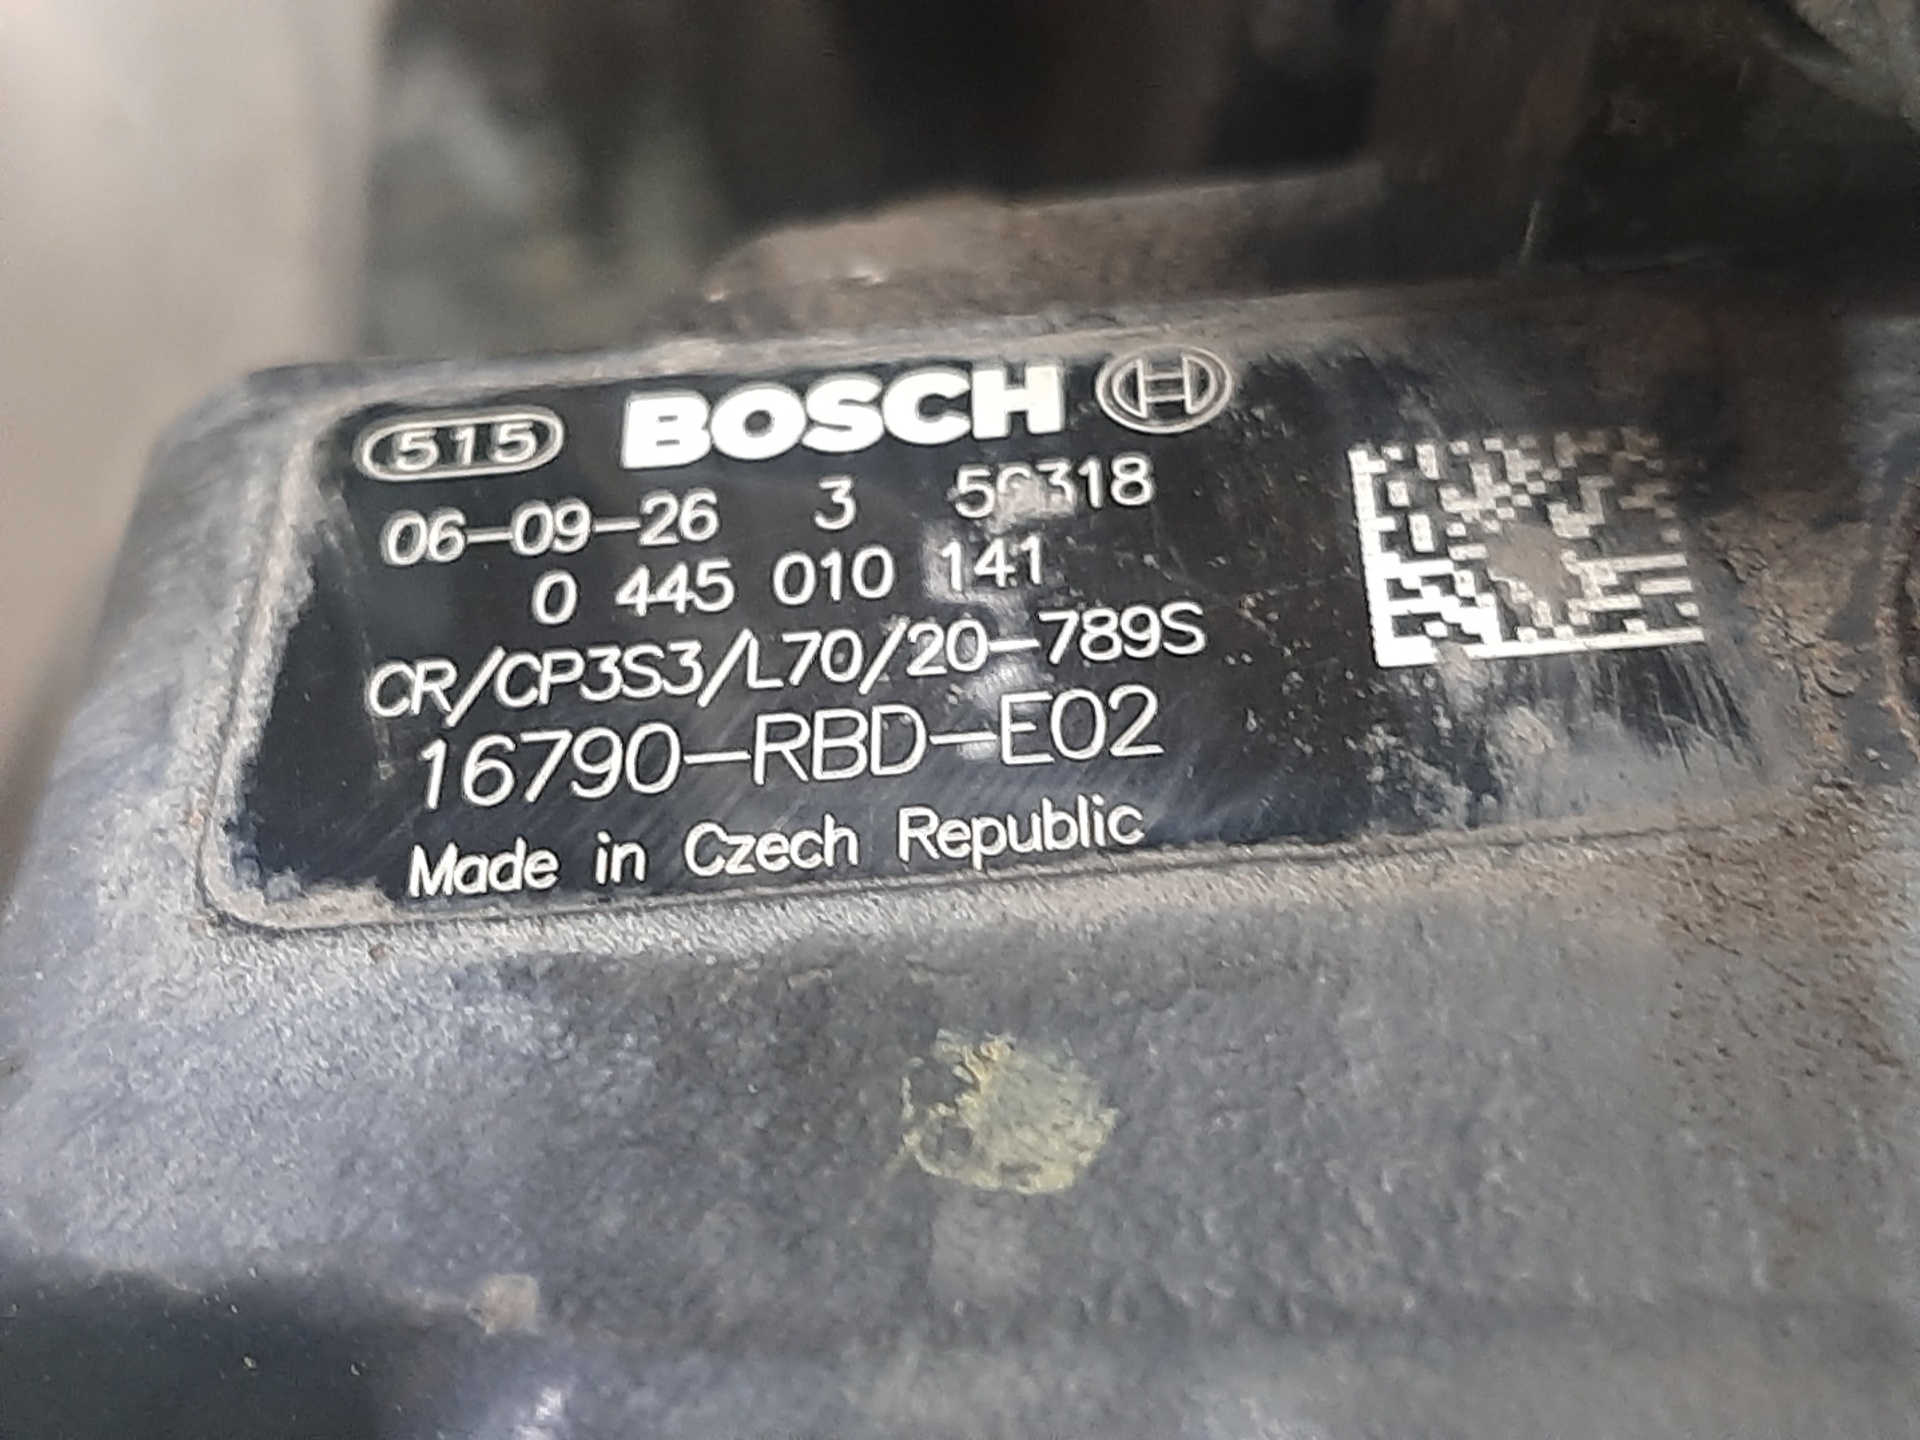 515 BOSCH
06-09-26 3
0 445 010 141
CR/CP3S3/L70/20-789S
16790-RBD-E02
Made in Czech Republic